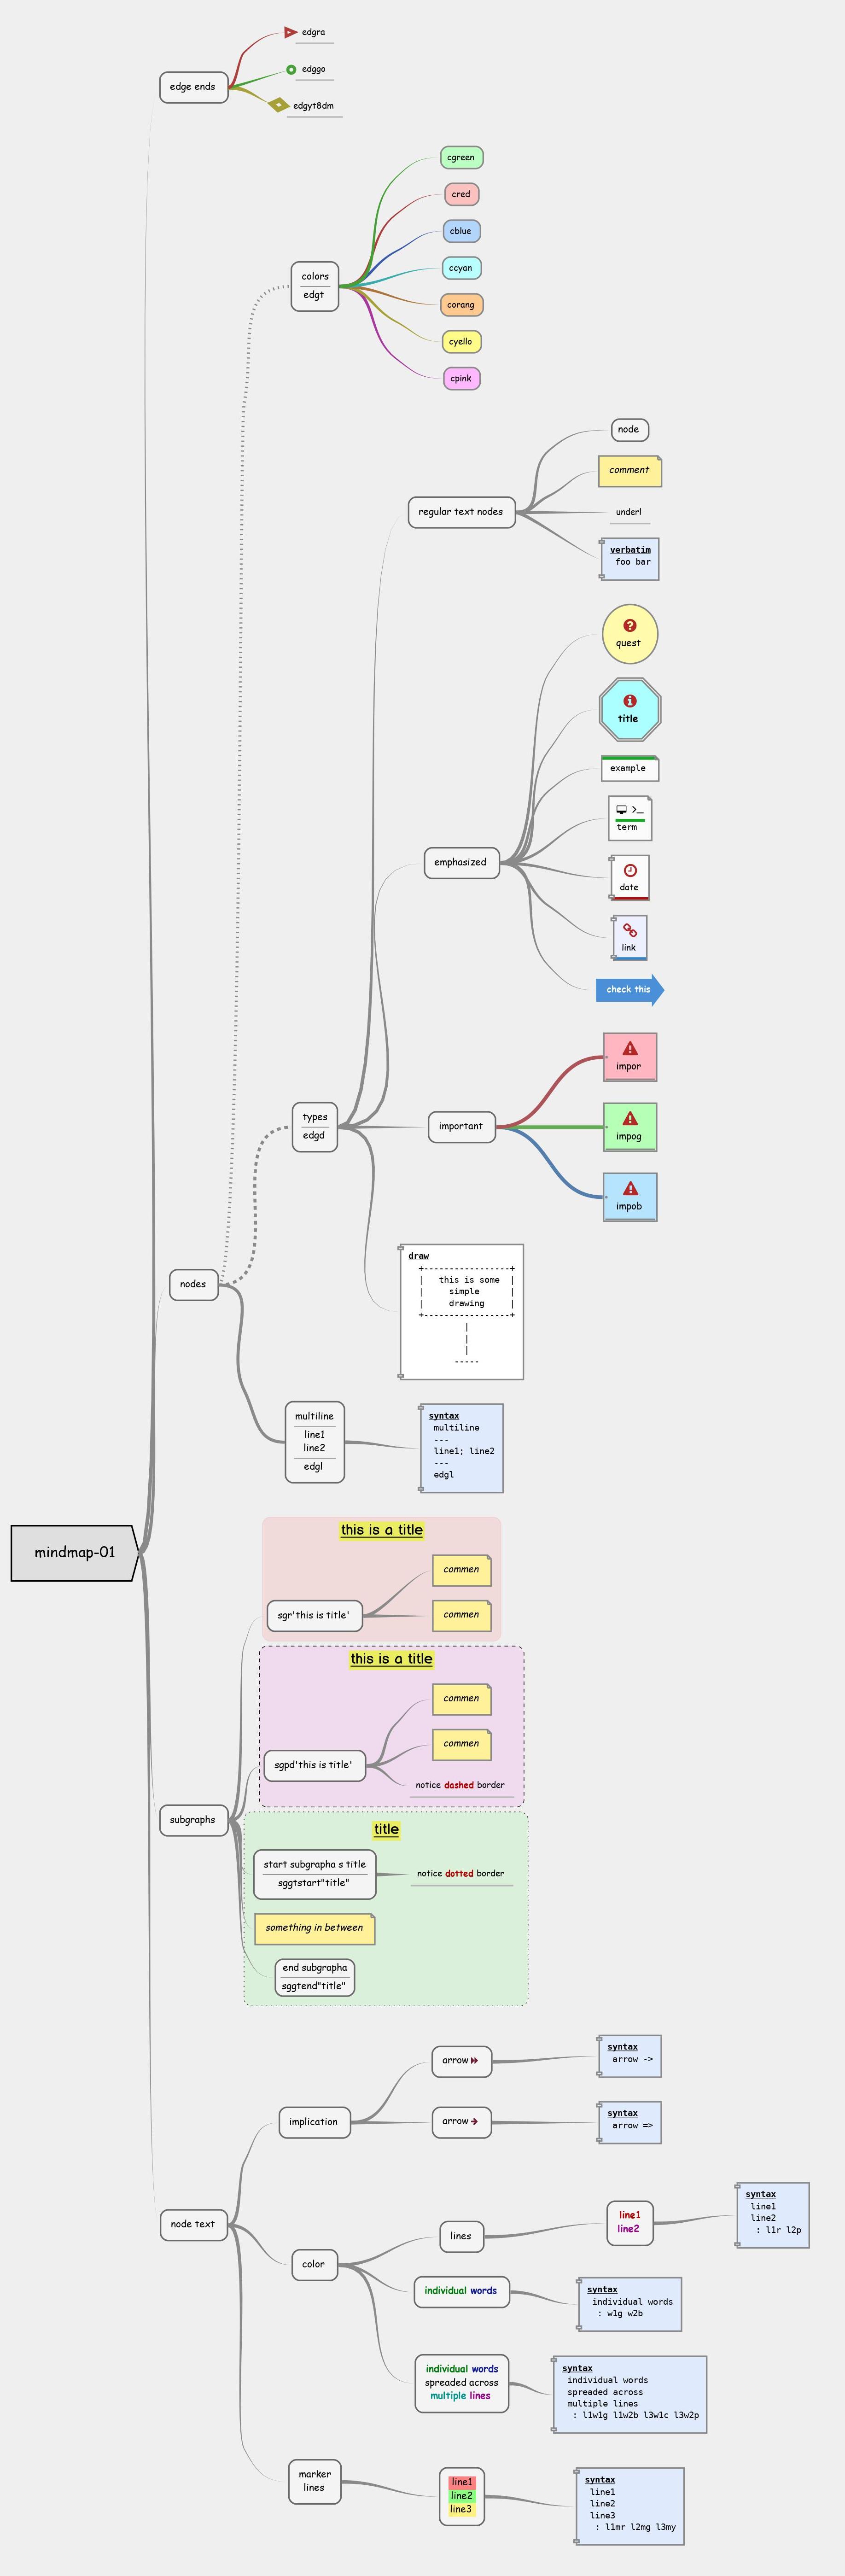 edgra
edggo
edge ends
edgyt8dm
cgreen
cred
cblue
ccyan
colors
edgt
corang
cyello
cpink
node
comment
regular text nodes
underl
verbatim
foo bar
quest
title
example
term
emphasized
date
link
check this
impor
types
edgd
important
impog
impob
draw
+-----------------+
|   this is some  |
|     simple      |
|     drawing     |
+-----------------+
|
|
|
-----
nodes
multiline
line1
line2
edgl
syntax
multiline
---
line1; line2
---
edgl
mindmap-01
this is a title
commen
sgr'this is title'
commen
this is a title
commen
commen
sgpd'this is title'
notice dashed border
subgraphs
title
start subgrapha s title
sggtstart"title"
notice dotted border
something in between
end subgrapha
sggtend"title"
arrow
syntax
arrow ->
implication
arrow
syntax
arrow =>
node text
color
lines
line1
line2
syntax
line1
line2
: l1r l2p
individual words
syntax
individual words
: w1g w2b
individual words
spreaded across
multiple lines
syntax
individual words
spreaded across
multiple lines
: l1w1g l1w2b l3w1c l3w2p
marker
lines
line1
line2
line3
syntax
line1
line2
line3
: l1mr l2mg l3my